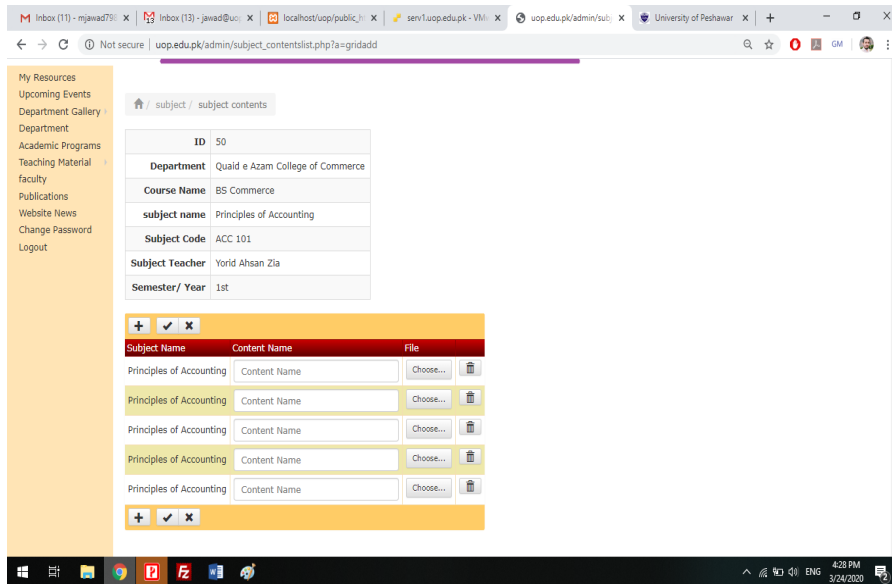 Inbox (11) - mjawad798 x
Inbox (13) - jawad@uop x
localhost/uop/public_h x
serv1.uop.edu.pk - VMw x
uop.edu.pk/admin/subj x
University of Peshawar x
Not secure | uop.edu.pk/admin/subject_contentslist.php?a=gridadd
GM
My Resources
Upcoming Events
Department Gallery
Department
Academic Programs
Teaching Material
faculty
Publications
Website News
Change Password
Logout
/ subject / subject contents
ID 50
Department Quaid e Azam College of Commerce
Course Name BS Commerce
subject name Principles of Accounting
Subject Code ACC 101
Subject Teacher Yorid Ahsan Zia
Semester/ Year 1st
Subject Name Content Name File
Principles of Accounting Content Name Choose...
Principles of Accounting Content Name Choose...
Principles of Accounting Content Name Choose...
Principles of Accounting Content Name Choose...
Principles of Accounting Content Name Choose...
ENG
4:28 PM
3/24/2020